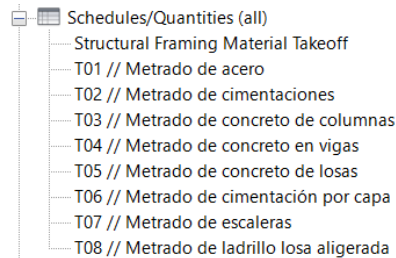 Schedules/Quantities (all)
Structural Framing Material Takeoff
T01 // Metrado de acero
T02 // Metrado de cimentaciones
T03 // Metrado de concreto de columnas
T04 // Metrado de concreto en vigas
T05 // Metrado de concreto de losas
T06 // Metrado de cimentación por capa
T07 // Metrado de escaleras
T08 // Metrado de ladrillo losa aligerada